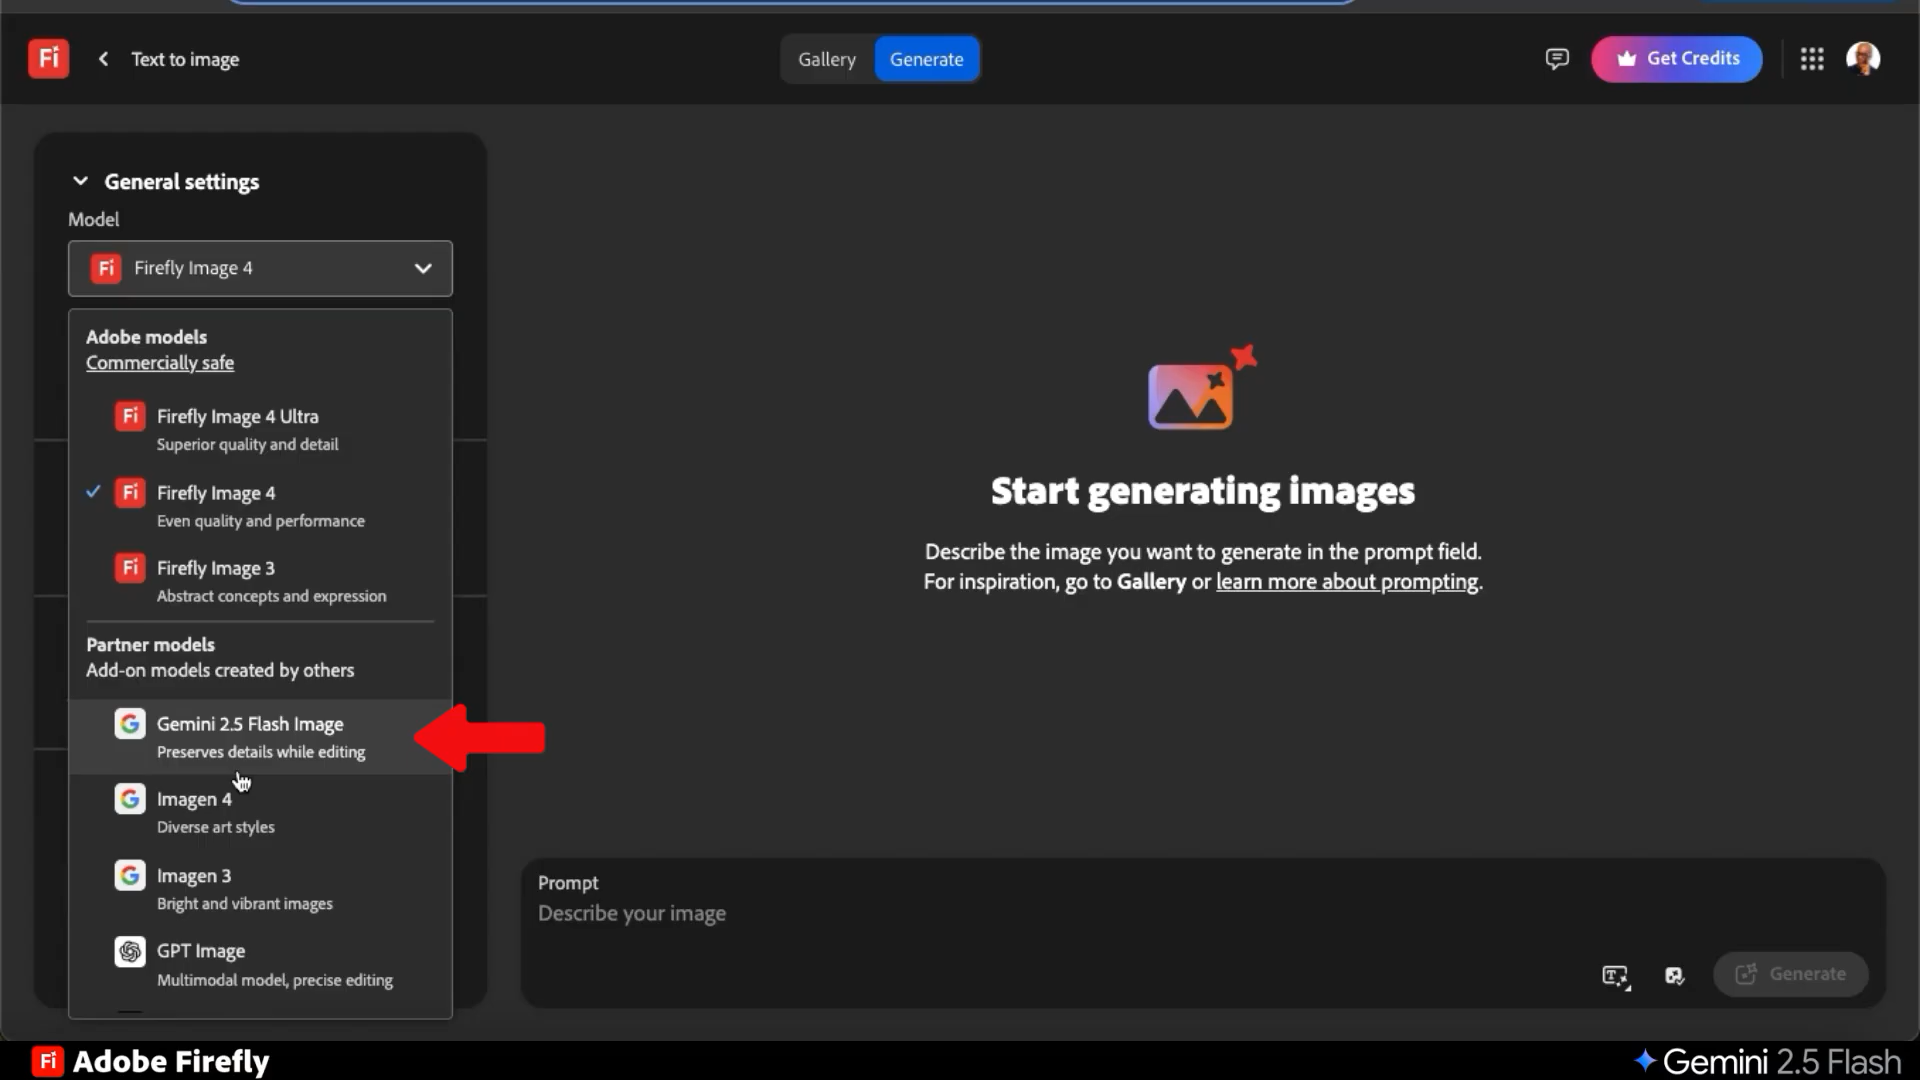 Fi
Text to image
Gallery
Generate
Get Credits
General settings
Model
Fi Firefly Image 4
Adobe models
Commercially safe
Fi Firefly Image 4 Ultra
Superior quality and detail
Fi Firefly Image 4
Even quality and performance
Fi Firefly Image 3
Abstract concepts and expression
Partner models
Add-on models created by others
G Gemini 2.5 Flash Image
Preserves details while editing
G Imagen 4
Diverse art styles
G Imagen 3
Bright and vibrant images
GPT Image
Multimodal model, precise editing
Start generating images
Describe the image you want to generate in the prompt field.
For inspiration, go to Gallery or learn more about prompting.
Prompt
Describe your image
Generate
Fi Adobe Firefly
Gemini 2.5 Flash